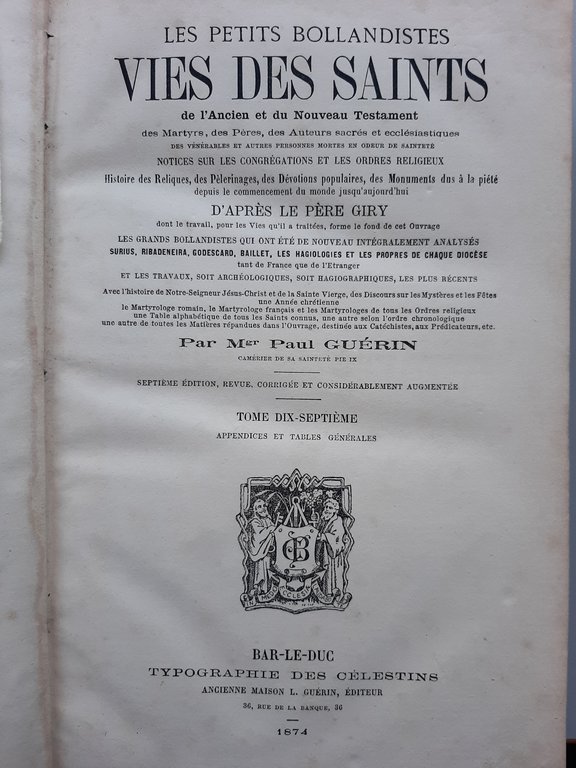 LES PETITS BOLLANDISTES
VIES DES SAINTS
de l'Ancien et du Nouveau Testament
des Martyrs, des Pères, des Auteurs sacrés et ecclésiastiques
DES VÉNÉRABLES ET AUTRES PERSONNES MORTES EN ODEUR DE SAINTETÉ
NOTICES SUR LES CONGRÉGATIONS ET LES ORDRES RELIGIEUX
Histoire des Reliques, des Pèlerinages, des Dévotions populaires, des Monuments dus à la piété
depuis le commencement du monde jusqu'aujourd'hui
D'APRÈS LE PÈRE GIRY
dont le travail, pour les Vies qu'il a traitées, forme le fond de cet Ouvrage
LES GRANDS BOLLANDISTES QUI ONT ÉTÉ DE NOUVEAU INTÉGRALEMENT ANALYSÉS
SURIUS, RIBADENEIRA, GODESCARD, BAILLET, LES HAGIOLOGIES ET LES PROPRES DE CHAQUE DIOCÈSE
tant de France que de l'Etranger
ET LES TRAVAUX, SOIT ARCHÉOLOGIQUES, SOIT HAGIOGRAPHIQUES, LES PLUS RÉCENTS
Avec l'histoire de Notre-Seigneur Jésus-Christ et de la Sainte Vierge, des Discours sur les Mystères et les Fêtes
une Année chrétienne
le Martyrologe romain, le Martyrologe français et les Martyrologes de tous les Ordres religieux
une Table alphabétique de tous les Saints connus, une autre selon l'ordre chronologique
une autre de toutes les Matières répandues dans l'Ouvrage, destinée aux Catéchistes, aux Prédicateurs, etc.
Par Mgr Paul GUÉRIN
CAMÉRIER DE SA SAINTETÉ PIE IX
SEPTIÈME ÉDITION, REVUE, CORRIGÉE ET CONSIDÉRABLEMENT AUGMENTÉE
TOME DIX-SEPTIÈME
APPENDICES ET TABLES GÉNÉRALES
BAR-LE-DUC
TYPOGRAPHIE DES CÉLESTINS
ANCIENNE MAISON L. GUÉRIN, ÉDITEUR
36, RUE DE LA BANQUE, 36
1874